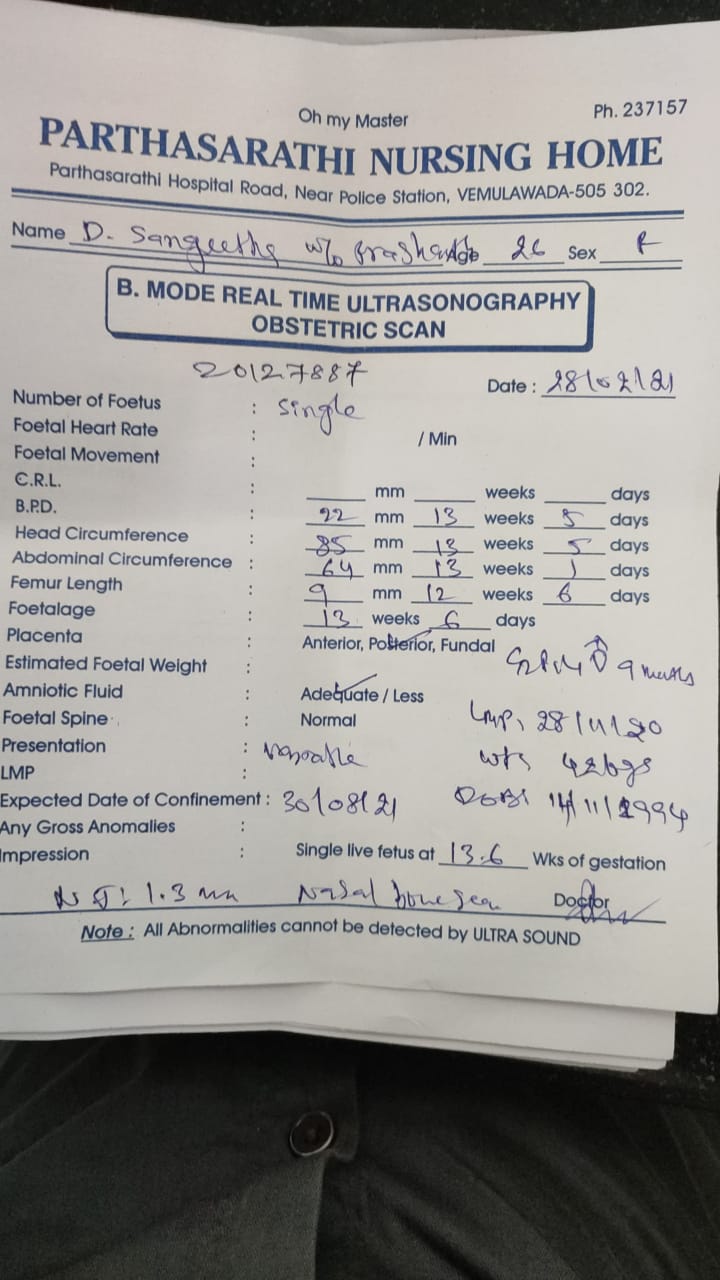 Oh my Master
Ph. 237157
PARTHASARATHI NURSING HOME
Parthasarathi Hospital Road, Near Police Station, VEMULAWADA-505 302.
Name D. Sangeetha w/o Prashanth Age 26 Sex F
B. MODE REAL TIME ULTRASONOGRAPHY
OBSTETRIC SCAN
20127887
Date : 28/02/21
Number of Foetus : Single
Foetal Heart Rate : / Min
Foetal Movement :
C.R.L. : mm weeks days
B.P.D. : 22 mm 13 weeks 5 days
Head Circumference : 85 mm 13 weeks 5 days
Abdominal Circumference : 64 mm 13 weeks 1 days
Femur Length : 9 mm 12 weeks 6 days
Foetalage : 13 weeks 6 days
Placenta : Anterior, Posterior, Fundal
9 months
Estimated Foetal Weight :
Amniotic Fluid : Adequate / Less
Foetal Spine : Normal
LMP, 28/11/20
Presentation :
wt, 42kgs
LMP :
DOB, 14/11/1994
Expected Date of Confinement : 30/08/21
Any Gross Anomalies :
Impression : Single live fetus at 13.6 Wks of gestation
NT: 1.3 mm Nasal bone seen Doctor
Note : All Abnormalities cannot be detected by ULTRA SOUND